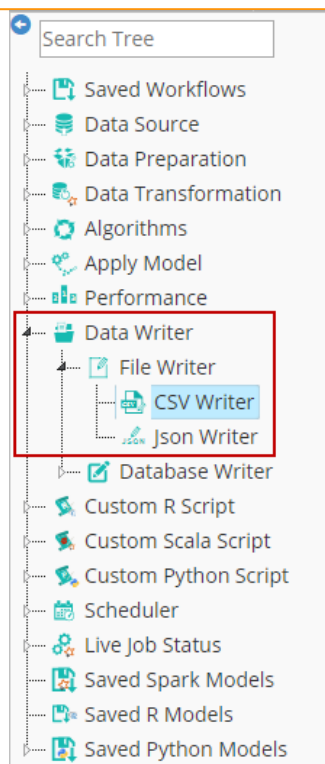 Search Tree
Saved Workflows
Data Source
Data Preparation
Data Transformation
Algorithms
Apply Model
Performance
Data Writer
File Writer
CSV Writer
Json Writer
Database Writer
Custom R Script
Custom Scala Script
Custom Python Script
Scheduler
Live Job Status
Saved Spark Models
Saved R Models
Saved Python Models